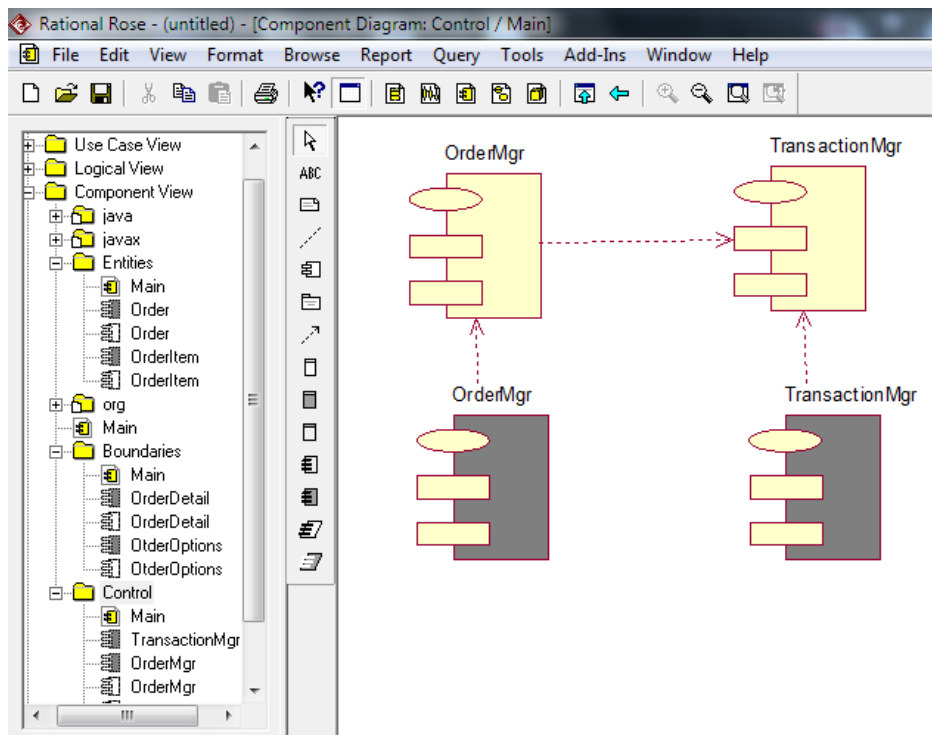 Rational Rose - (untitled) - [Component Diagram: Control / Main]
File Edit View Format Browse Report Query Tools Add-Ins Window Help
Use Case View
Logical View
Component View
java
javax
Entities
Main
Order
Order
OrderItem
OrderItem
org
Main
Boundaries
Main
OrderDetail
OrderDetail
OtderOptions
OtderOptions
Control
Main
TransactionMgr
OrderMgr
OrderMgr
ABC
OrderMgr
TransactionMgr
OrderMgr
TransactionMgr